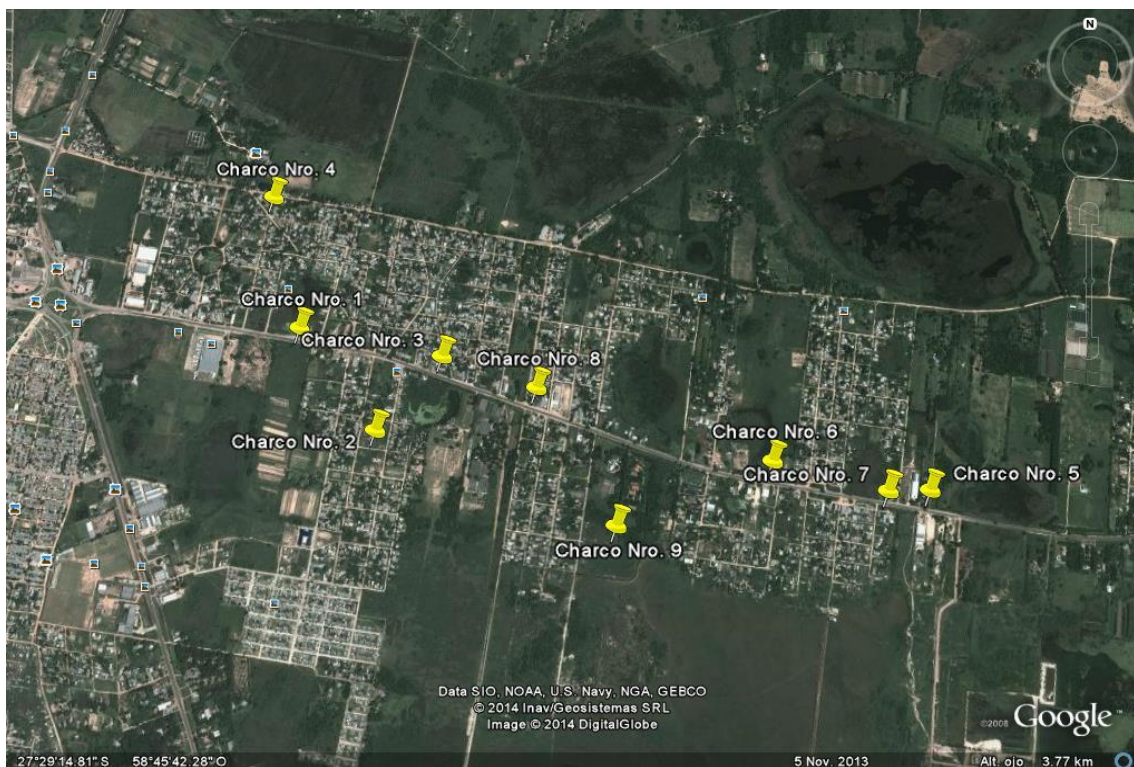 N
Charco Nro. 4
Charco Nro. 1
Charco Nro. 3
Charco Nro. 8
Charco Nro. 2
Charco Nro. 6
Charco Nro. 7
Charco Nro. 5
Charco Nro. 9
Data SIO, NOAA, U.S. Navy, NGA, GEBCO
© 2014 Inav/Geosistemas SRL
Image © 2014 DigitalGlobe
©2008 Google™
27°29'14.81" S 58°45'42.28" O 5 Nov. 2013 Alt. ojo 3.77 km